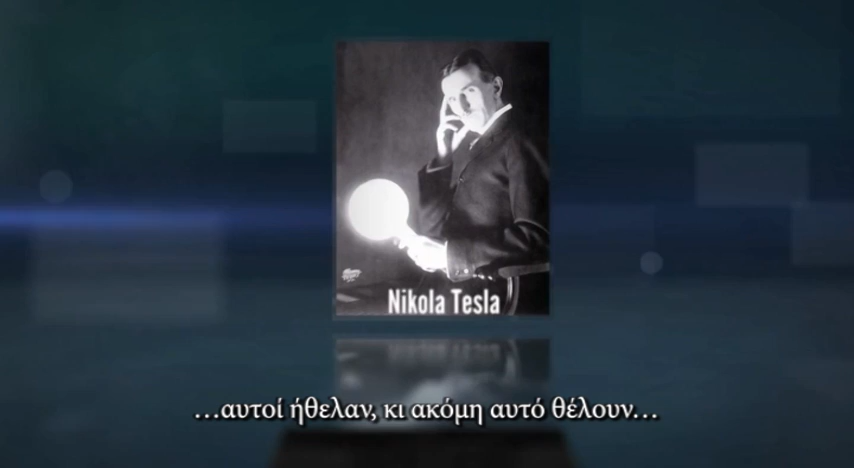 Nikola Tesla
…αυτοί ήθελαν, κι ακόμη αυτό θέλουν…